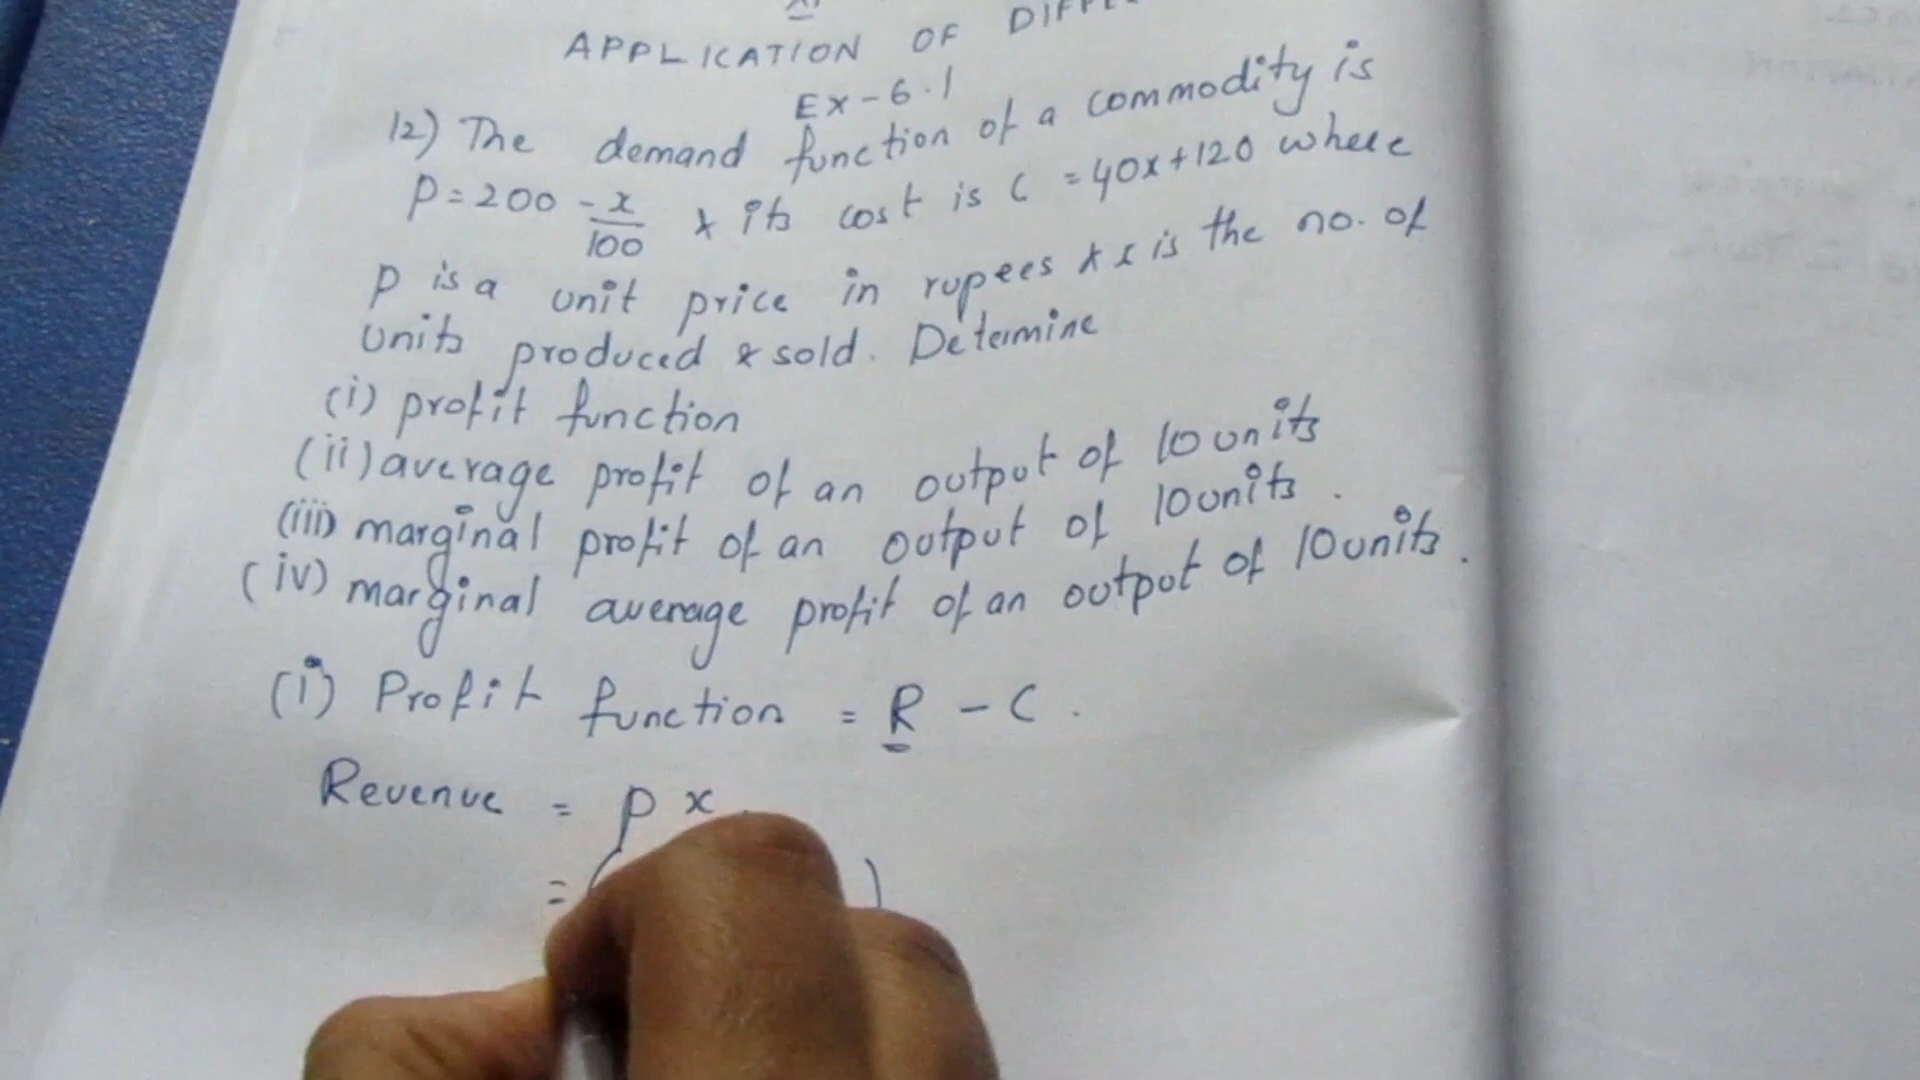 APPLICATION OF
Ex-6.1
12) The demand function of a commodity is
P = 200 - x/100 & its cost is C = 40x + 120 where
p is a unit price in rupees & x is the no. of
units produced & sold. Determine
(i) profit function
(ii) average profit of an output of 10 units
(iii) marginal profit of an output of 10 units.
(iv) marginal average profit of an output of 10 units.
(i) Profit function = R - C.
Revenue = p x
= ( )